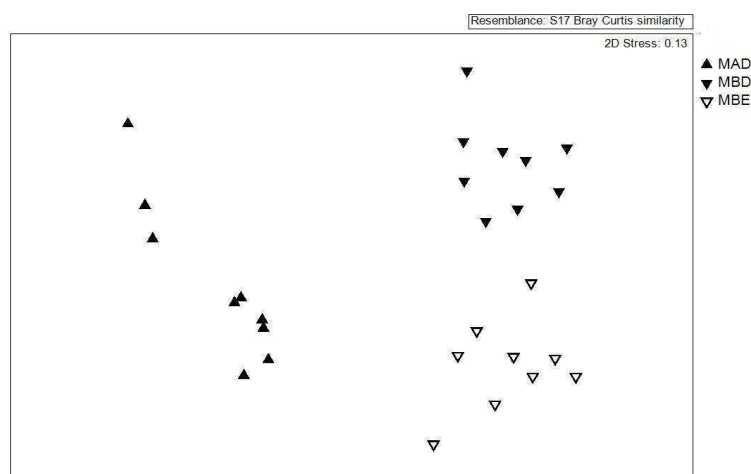 Resemblance: S17 Bray Curtis similarity
2D Stress: 0.13
MAD
MBD
MBE